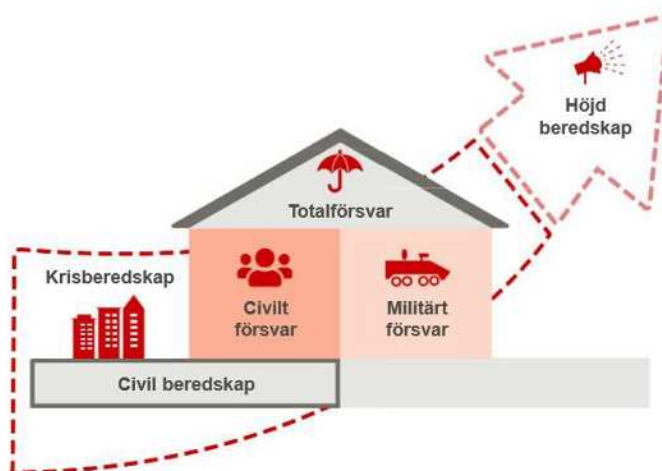 Höjd
beredskap
Totalförsvar
Krisberedskap
Civilt
försvar
Militärt
försvar
Civil beredskap